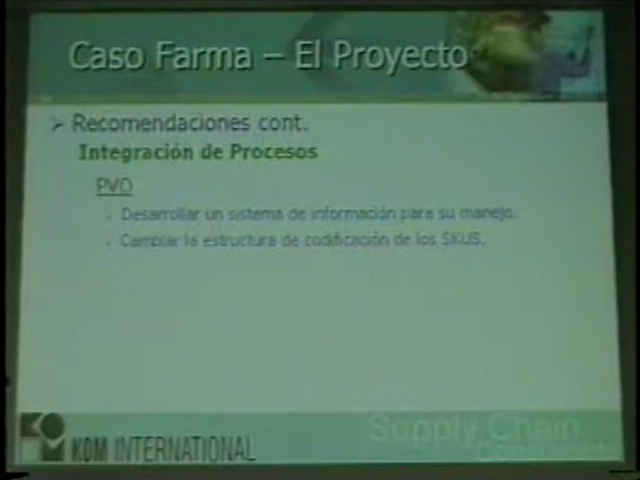 Caso Farma – El Proyecto
➢ Recomendaciones cont.
Integración de Procesos
PVO
- Desarrollar un sistema de información para su manejo.
- Cambiar la estructura de codificación de los SKUS.
KOM INTERNATIONAL
Supply Chain